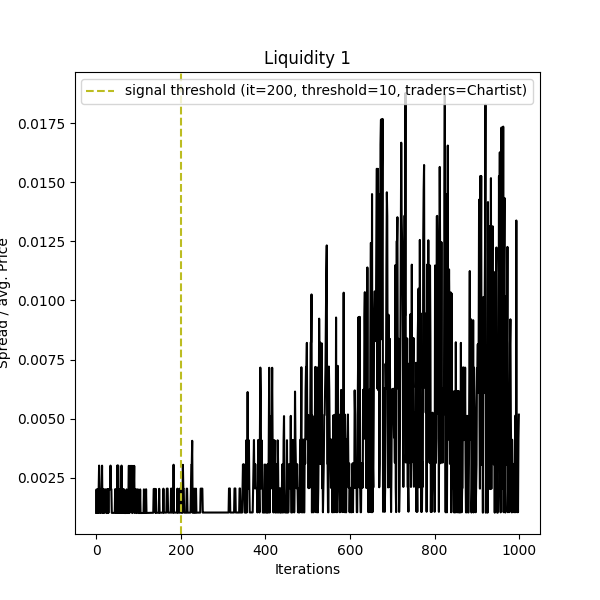 Liquidity 1
signal threshold (it=200, threshold=10, traders=Chartist)
Spread / avg. Price
0.0175
0.0150
0.0125
0.0100
0.0075
0.0050
0.0025
0 200 400 600 800 1000
Iterations